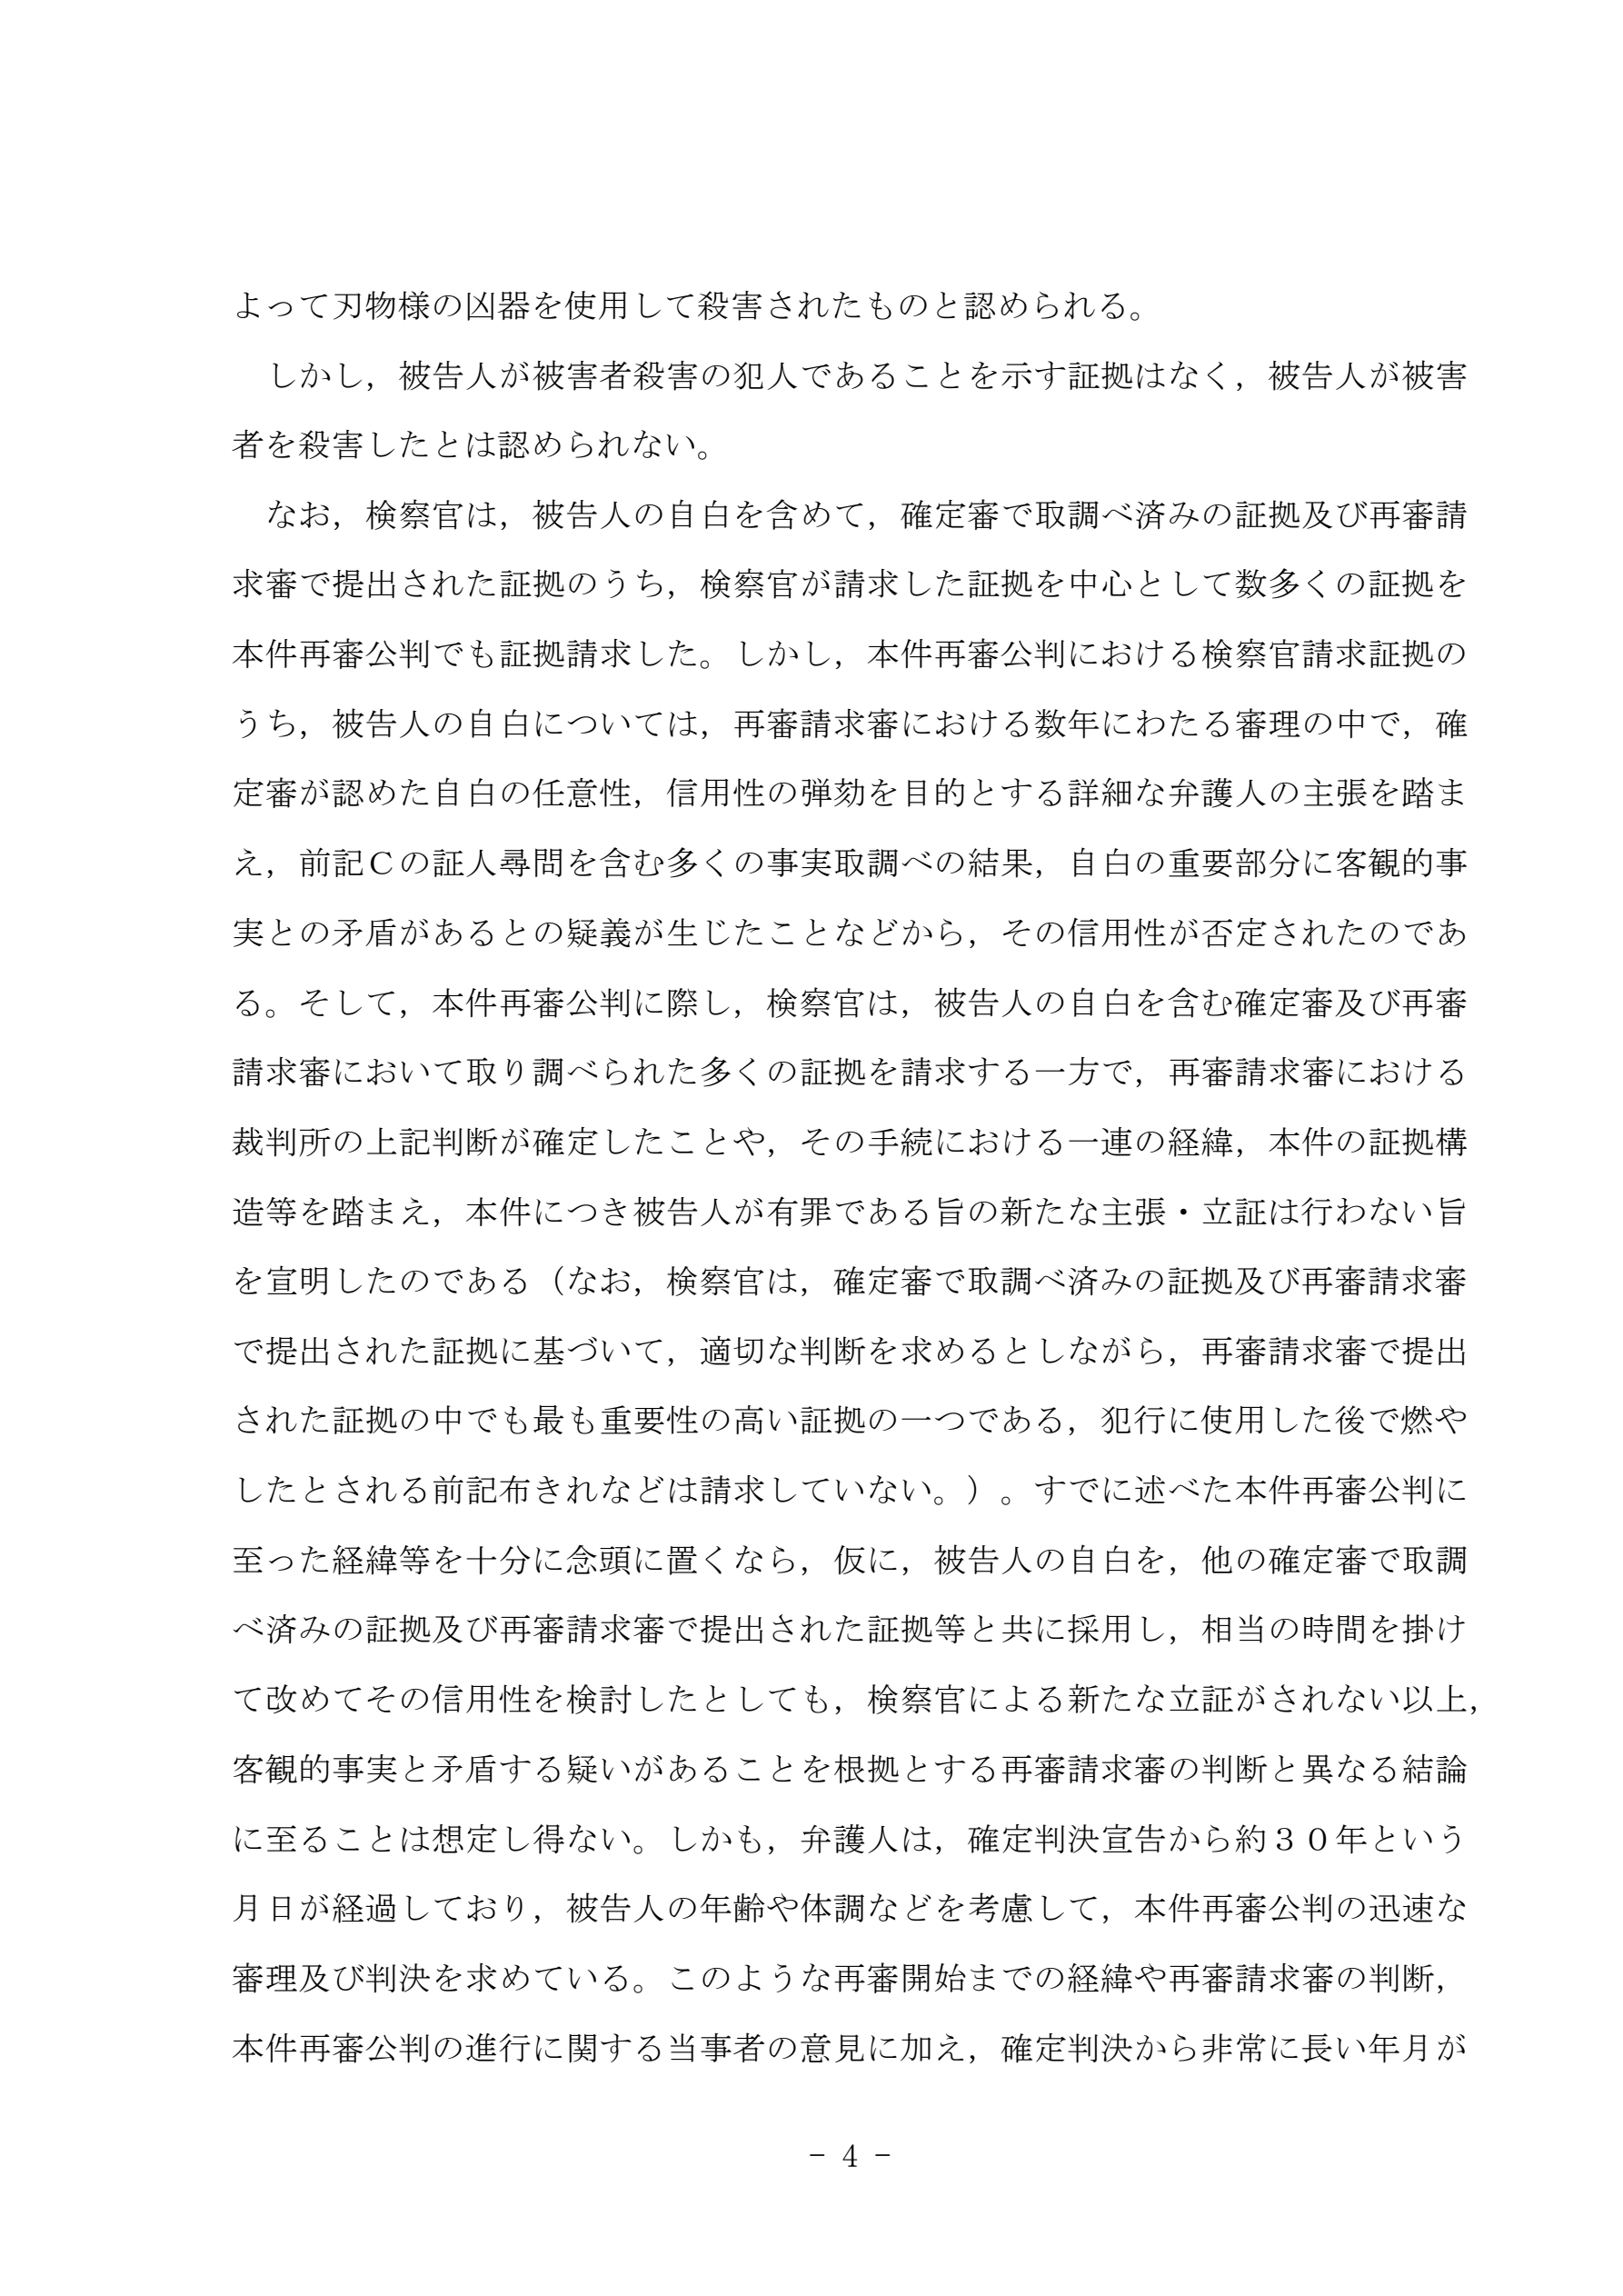 よって刃物様の凶器を使用して殺害されたものと認められる。
しかし，被告人が被害者殺害の犯人であることを示す証拠はなく，被告人が被害
者を殺害したとは認められない。
なお，検察官は，被告人の自白を含めて，確定審で取調べ済みの証拠及び再審請
求審で提出された証拠のうち，検察官が請求した証拠を中心として数多くの証拠を
本件再審公判でも証拠請求した。しかし，本件再審公判における検察官請求証拠の
うち，被告人の自白については，再審請求審における数年にわたる審理の中で，確
定審が認めた自白の任意性，信用性の弾劾を目的とする詳細な弁護人の主張を踏ま
え，前記Ｃの証人尋問を含む多くの事実取調べの結果，自白の重要部分に客観的事
実との矛盾があるとの疑義が生じたことなどから，その信用性が否定されたのであ
る。そして，本件再審公判に際し，検察官は，被告人の自白を含む確定審及び再審
請求審において取り調べられた多くの証拠を請求する一方で，再審請求審における
裁判所の上記判断が確定したことや，その手続における一連の経緯，本件の証拠構
造等を踏まえ，本件につき被告人が有罪である旨の新たな主張・立証は行わない旨
を宣明したのである（なお，検察官は，確定審で取調べ済みの証拠及び再審請求審
で提出された証拠に基づいて，適切な判断を求めるとしながら，再審請求審で提出
された証拠の中でも最も重要性の高い証拠の一つである，犯行に使用した後で燃や
したとされる前記布きれなどは請求していない。）。すでに述べた本件再審公判に
至った経緯等を十分に念頭に置くなら，仮に，被告人の自白を，他の確定審で取調
べ済みの証拠及び再審請求審で提出された証拠等と共に採用し，相当の時間を掛け
て改めてその信用性を検討したとしても，検察官による新たな立証がされない以上，
客観的事実と矛盾する疑いがあることを根拠とする再審請求審の判断と異なる結論
に至ることは想定し得ない。しかも，弁護人は，確定判決宣告から約３０年という
月日が経過しており，被告人の年齢や体調などを考慮して，本件再審公判の迅速な
審理及び判決を求めている。このような再審開始までの経緯や再審請求審の判断，
本件再審公判の進行に関する当事者の意見に加え，確定判決から非常に長い年月が
- 4 -